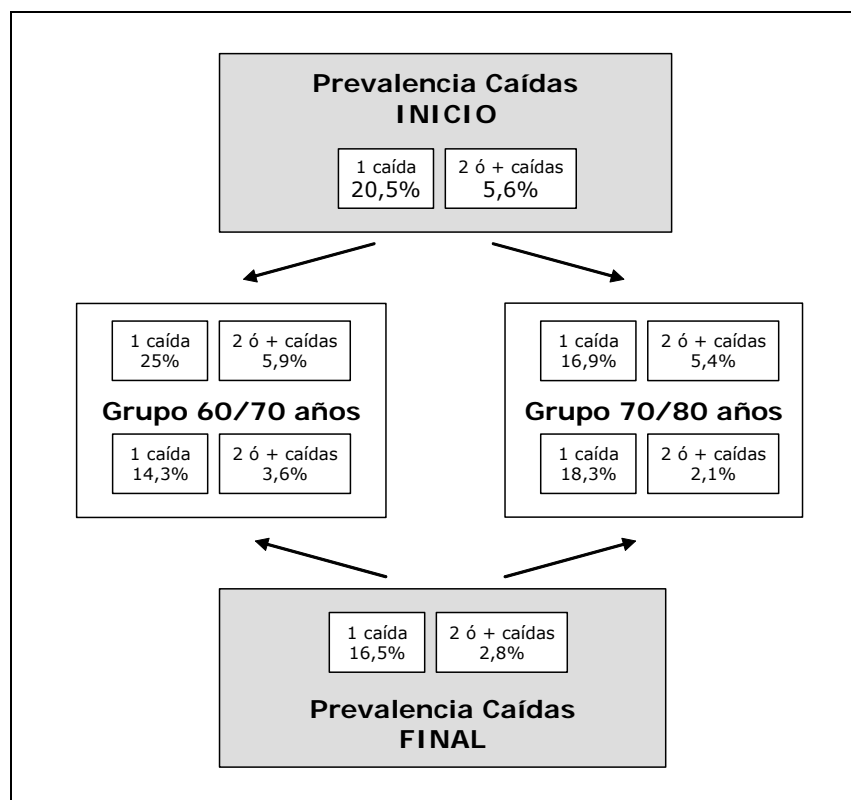 Prevalencia Caídas
INICIO
1 caída
20,5%
2 ó + caídas
5,6%
1 caída
25%
2 ó + caídas
5,9%
Grupo 60/70 años
1 caída
14,3%
2 ó + caídas
3,6%
1 caída
16,9%
2 ó + caídas
5,4%
Grupo 70/80 años
1 caída
18,3%
2 ó + caídas
2,1%
1 caída
16,5%
2 ó + caídas
2,8%
Prevalencia Caídas
FINAL